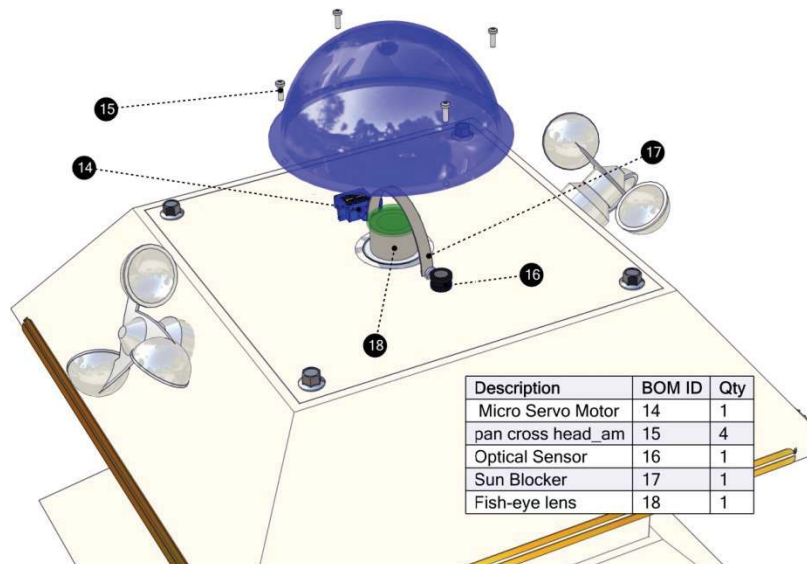 15
14
17
16
18
Description BOM ID Qty
Micro Servo Motor 14 1
pan cross head_am 15 4
Optical Sensor 16 1
Sun Blocker 17 1
Fish-eye lens 18 1